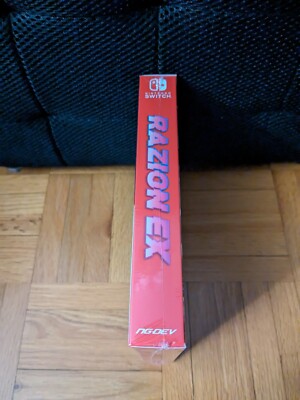 NINTENDO
SWITCH
RAZION EX
NG:DEV